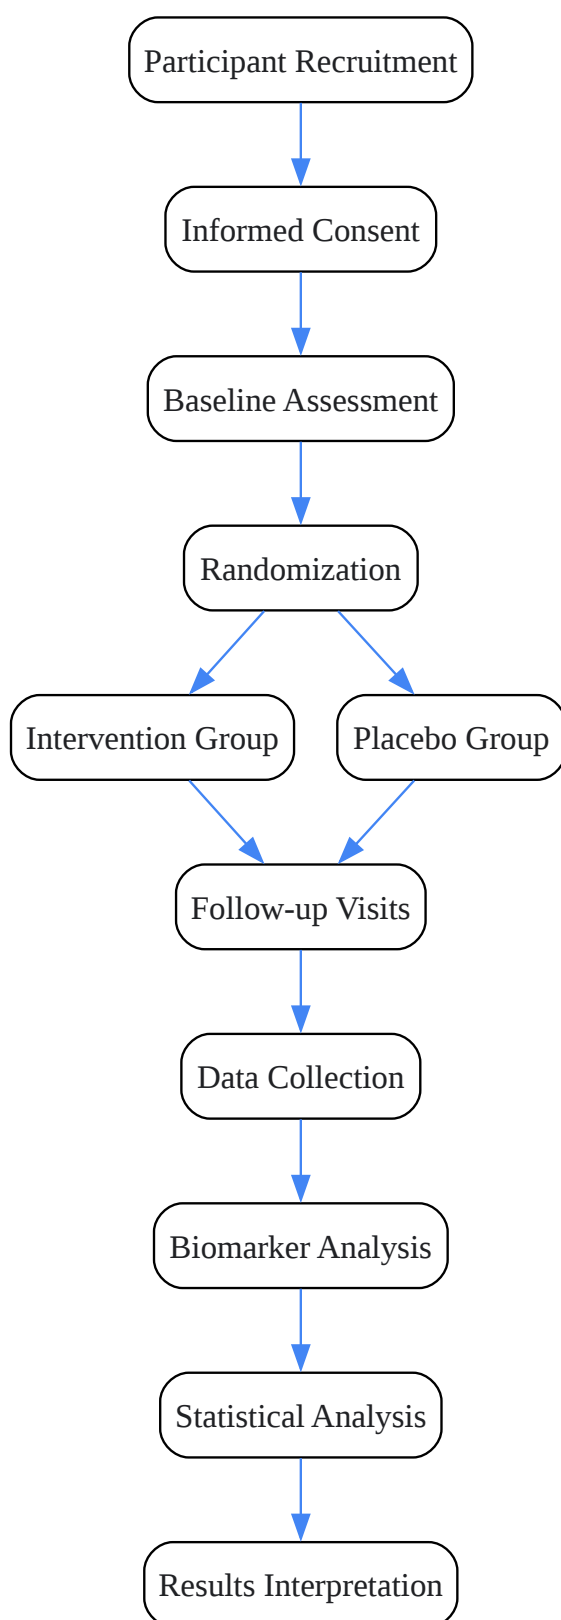 Participant Recruitment
Informed Consent
Baseline Assessment
Randomization
Intervention Group
Placebo Group
Follow-up Visits
Data Collection
Biomarker Analysis
Statistical Analysis
Results Interpretation